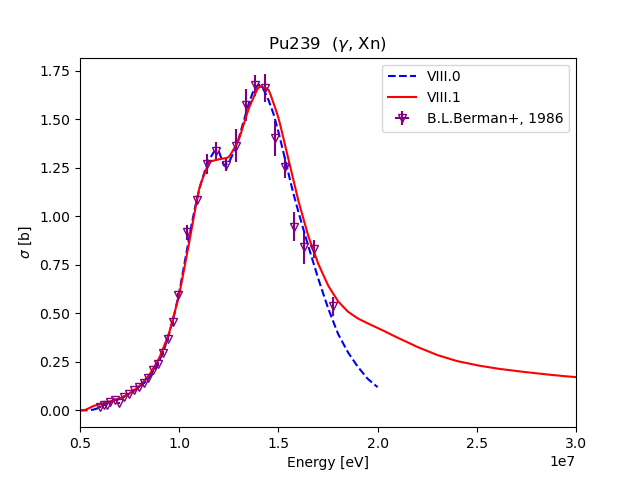 Pu239 (γ, Xn)
VIII.0
VIII.1
B.L.Berman+, 1986
σ [b]
1.75
1.50
1.25
1.00
0.75
0.50
0.25
0.00
0.5 1.0 1.5 2.0 2.5 3.0
Energy [eV]
1e7